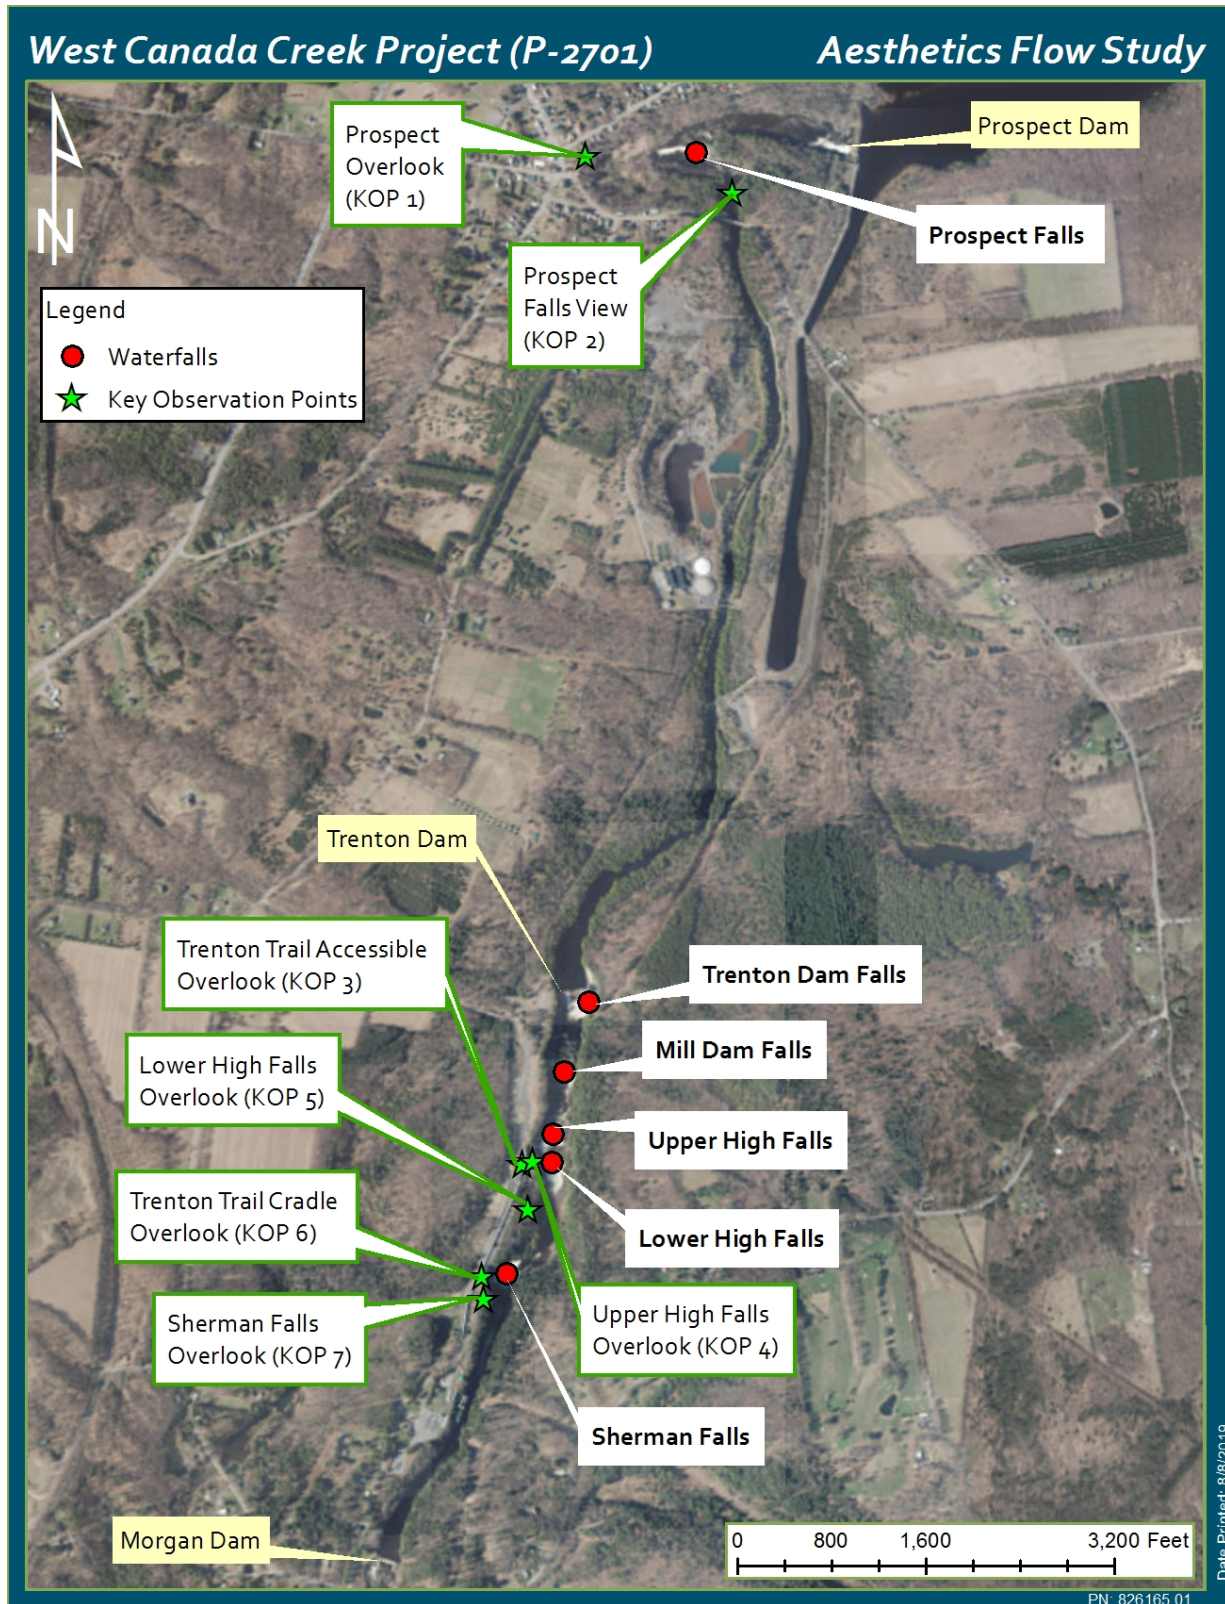 West Canada Creek Project (P-2701)
Aesthetics Flow Study
Prospect
Overlook
(KOP 1)
Prospect Dam
Prospect Falls
Prospect
Falls View
(KOP 2)
N
Legend
Waterfalls
Key Observation Points
Trenton Dam
Trenton Trail Accessible
Overlook (KOP 3)
Trenton Dam Falls
Mill Dam Falls
Lower High Falls
Overlook (KOP 5)
Upper High Falls
Trenton Trail Cradle
Overlook (KOP 6)
Lower High Falls
Sherman Falls
Overlook (KOP 7)
Upper High Falls
Overlook (KOP 4)
Sherman Falls
Morgan Dam
0 800 1,600 3,200 Feet
Date Printed: 8/8/2019
PN: 826165.01